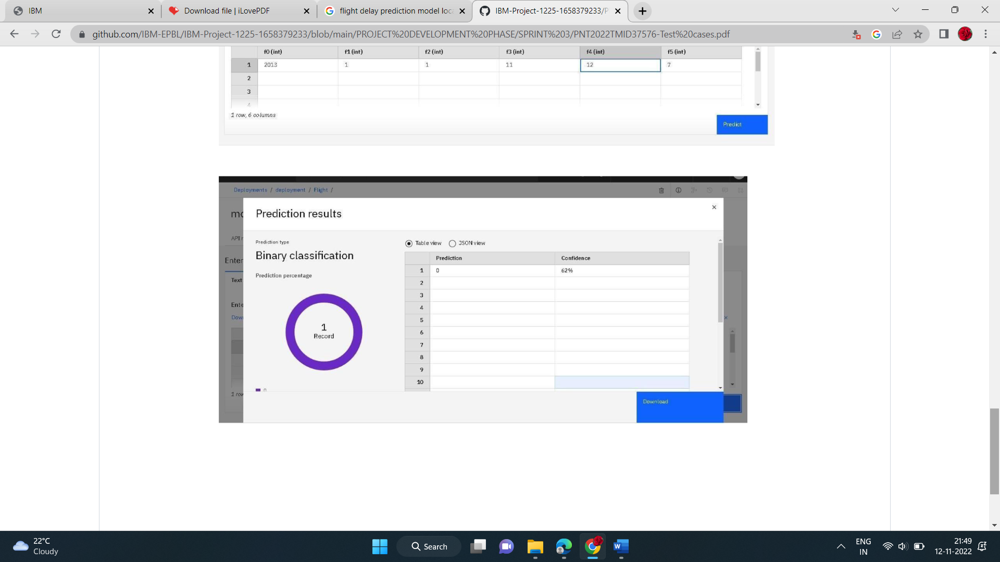 IBM
Download file | iLovePDF
flight delay prediction model loc
IBM-Project-1225-1658379233/P
github.com/IBM-EPBL/IBM-Project-1225-1658379233/blob/main/PROJECT%20DEVELOPMENT%20PHASE/SPRINT%203/PNT2022TMID37576-Test%20cases.pdf
f0 (int) f1 (int) f2 (int) f3 (int) f4 (int) f5 (int)
1 2013 1 1 11 12 7
2
3
4
1 row, 6 columns
Predict
Deployments / deployment / Flight /
Prediction results
API r
Enter
Text
Ente
Dow
1 row
Prediction type
Binary classification
Prediction percentage
1
Record
0
Table view JSON view
Prediction Confidence
1 0 62%
2
3
4
5
6
7
8
9
10
Download
22°C
Cloudy
Search
ENG
IN
21:49
12-11-2022